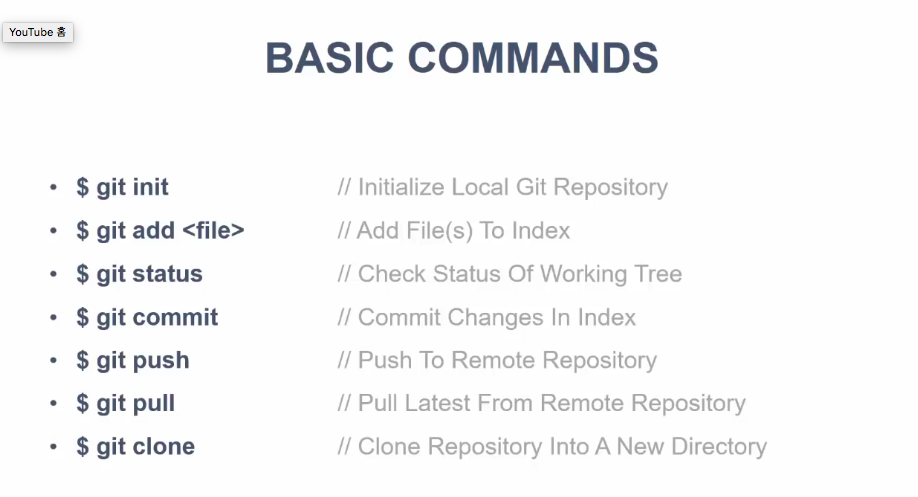 YouTube 홈
BASIC COMMANDS
• $ git init // Initialize Local Git Repository
• $ git add <file> // Add File(s) To Index
• $ git status // Check Status Of Working Tree
• $ git commit // Commit Changes In Index
• $ git push // Push To Remote Repository
• $ git pull // Pull Latest From Remote Repository
• $ git clone // Clone Repository Into A New Directory